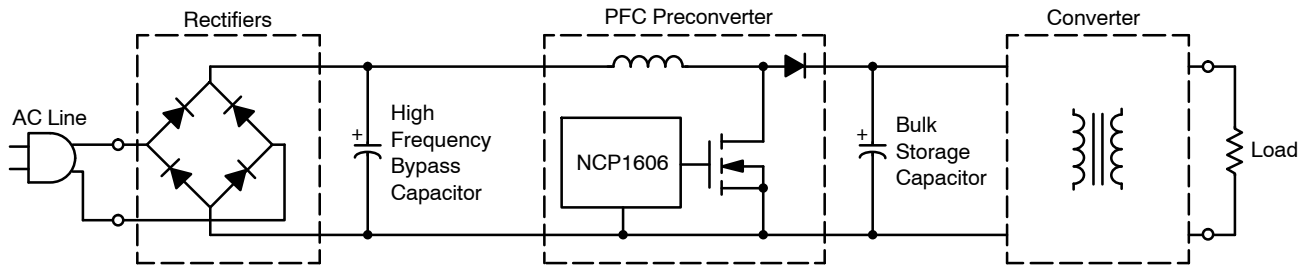 Rectifiers
PFC Preconverter
Converter
AC Line
+
High
Frequency
Bypass
Capacitor
NCP1606
+
Bulk
Storage
Capacitor
Load